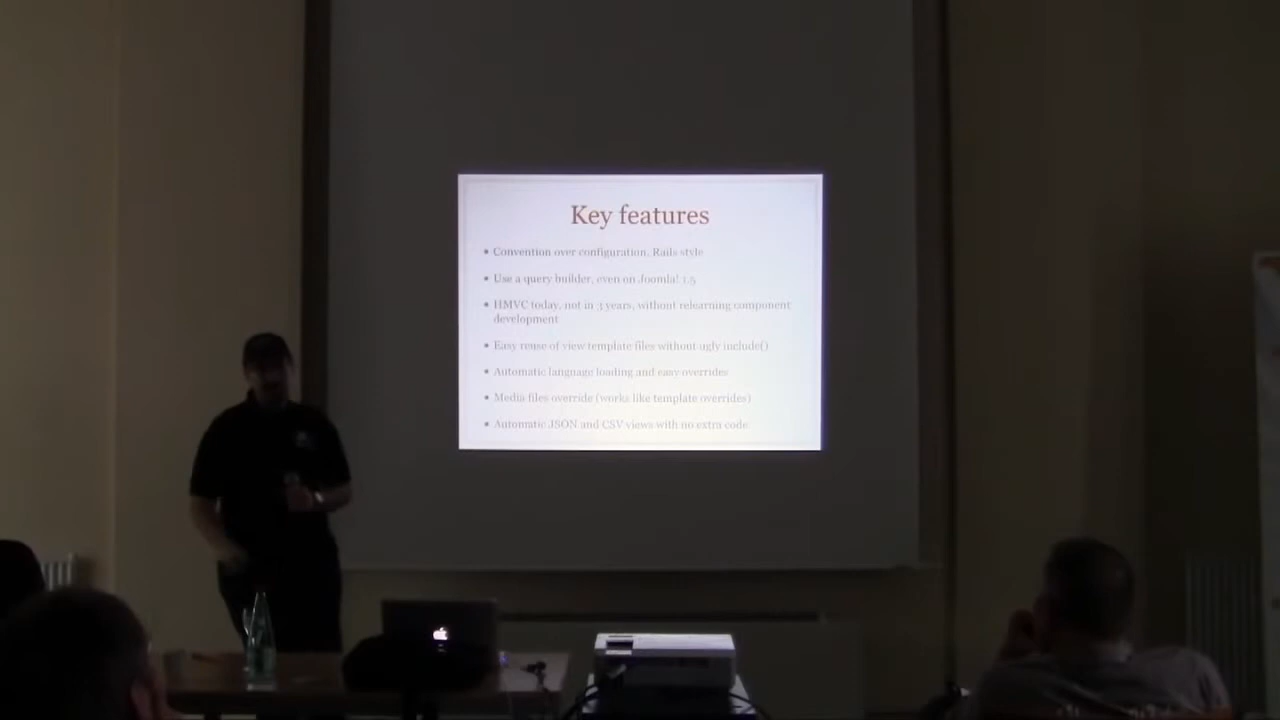 Key features
• Convention over configuration, Rails style
• Use a query builder, even on Joomla! 1.5
• HMVC today, not in 3 years, without relearning component
development
• Easy reuse of view template files without ugly include()
• Automatic language loading and easy overrides
• Media files override (works like template overrides)
• Automatic JSON and CSV views with no extra code